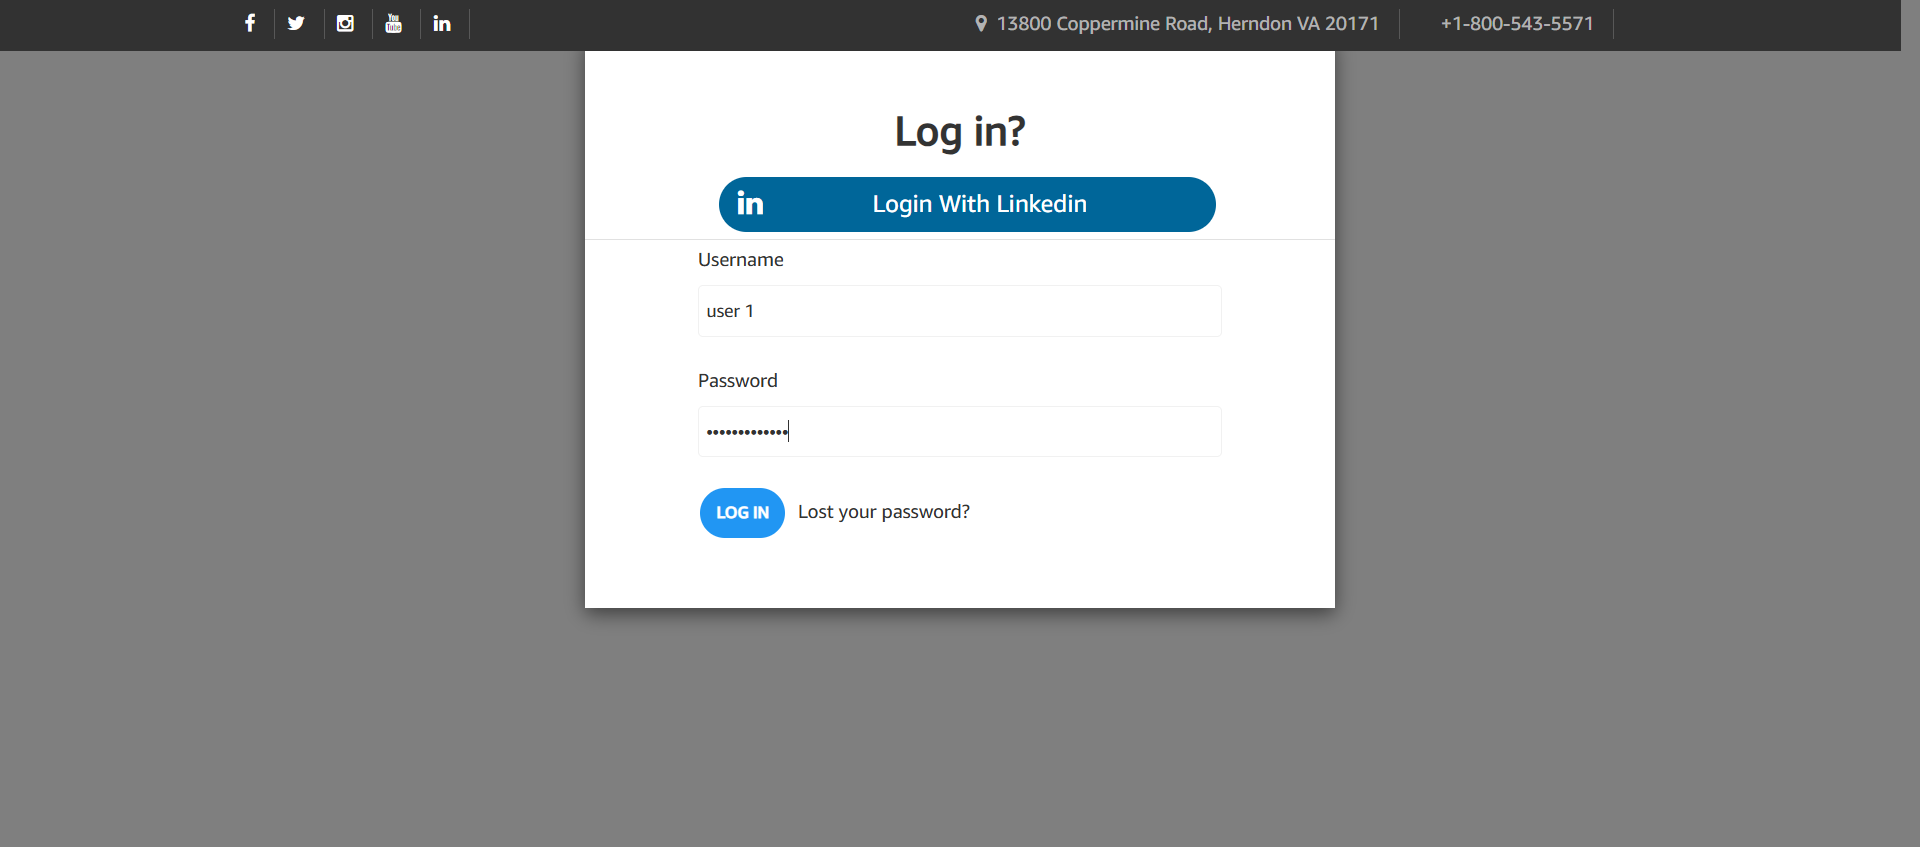 13800 Coppermine Road, Herndon VA 20171
+1-800-543-5571
Log in?
in Login With Linkedin
Username
user 1
Password
•••••••••••••
LOG IN
Lost your password?